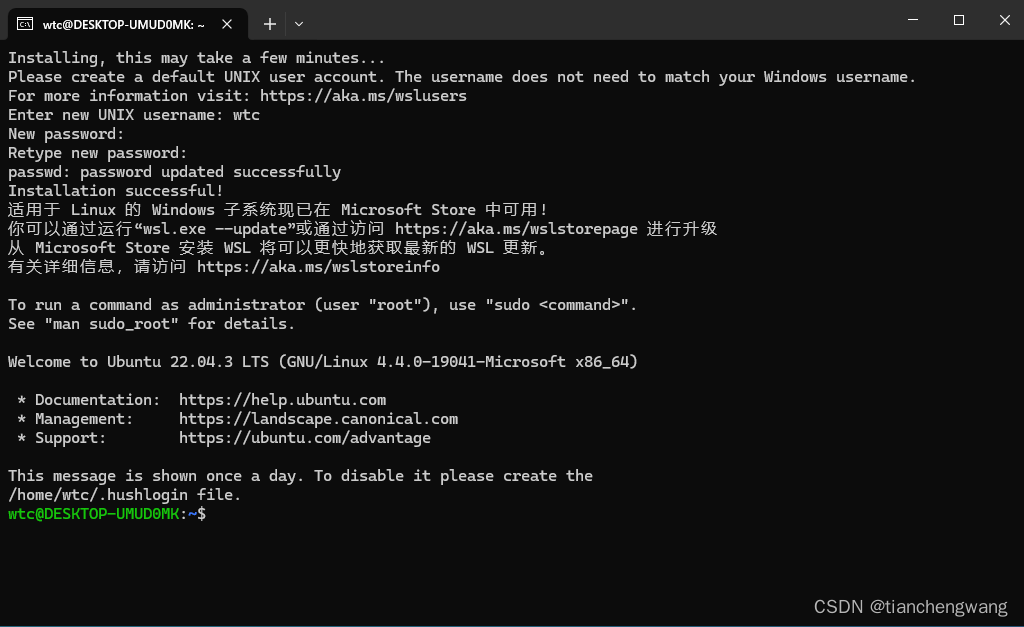 wtc@DESKTOP-UMUD0MK: ~
Installing, this may take a few minutes...
Please create a default UNIX user account. The username does not need to match your Windows username.
For more information visit: https://aka.ms/wslusers
Enter new UNIX username: wtc
New password:
Retype new password:
passwd: password updated successfully
Installation successful!
适用于 Linux 的 Windows 子系统现已在 Microsoft Store 中可用!
你可以通过运行“wsl.exe --update”或通过访问 https://aka.ms/wslstorepage 进行升级
从 Microsoft Store 安装 WSL 将可以更快地获取最新的 WSL 更新。
有关详细信息，请访问 https://aka.ms/wslstoreinfo
To run a command as administrator (user "root"), use "sudo <command>".
See "man sudo_root" for details.
Welcome to Ubuntu 22.04.3 LTS (GNU/Linux 4.4.0-19041-Microsoft x86_64)
* Documentation:  https://help.ubuntu.com
* Management:     https://landscape.canonical.com
* Support:        https://ubuntu.com/advantage
This message is shown once a day. To disable it please create the
/home/wtc/.hushlogin file.
wtc@DESKTOP-UMUD0MK:~$
CSDN @tianchengwang